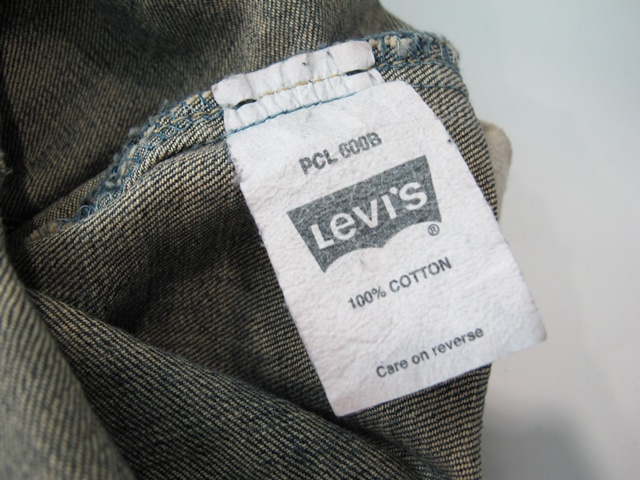 PCL 600B
LEVI'S
®
100% COTTON
Care on reverse